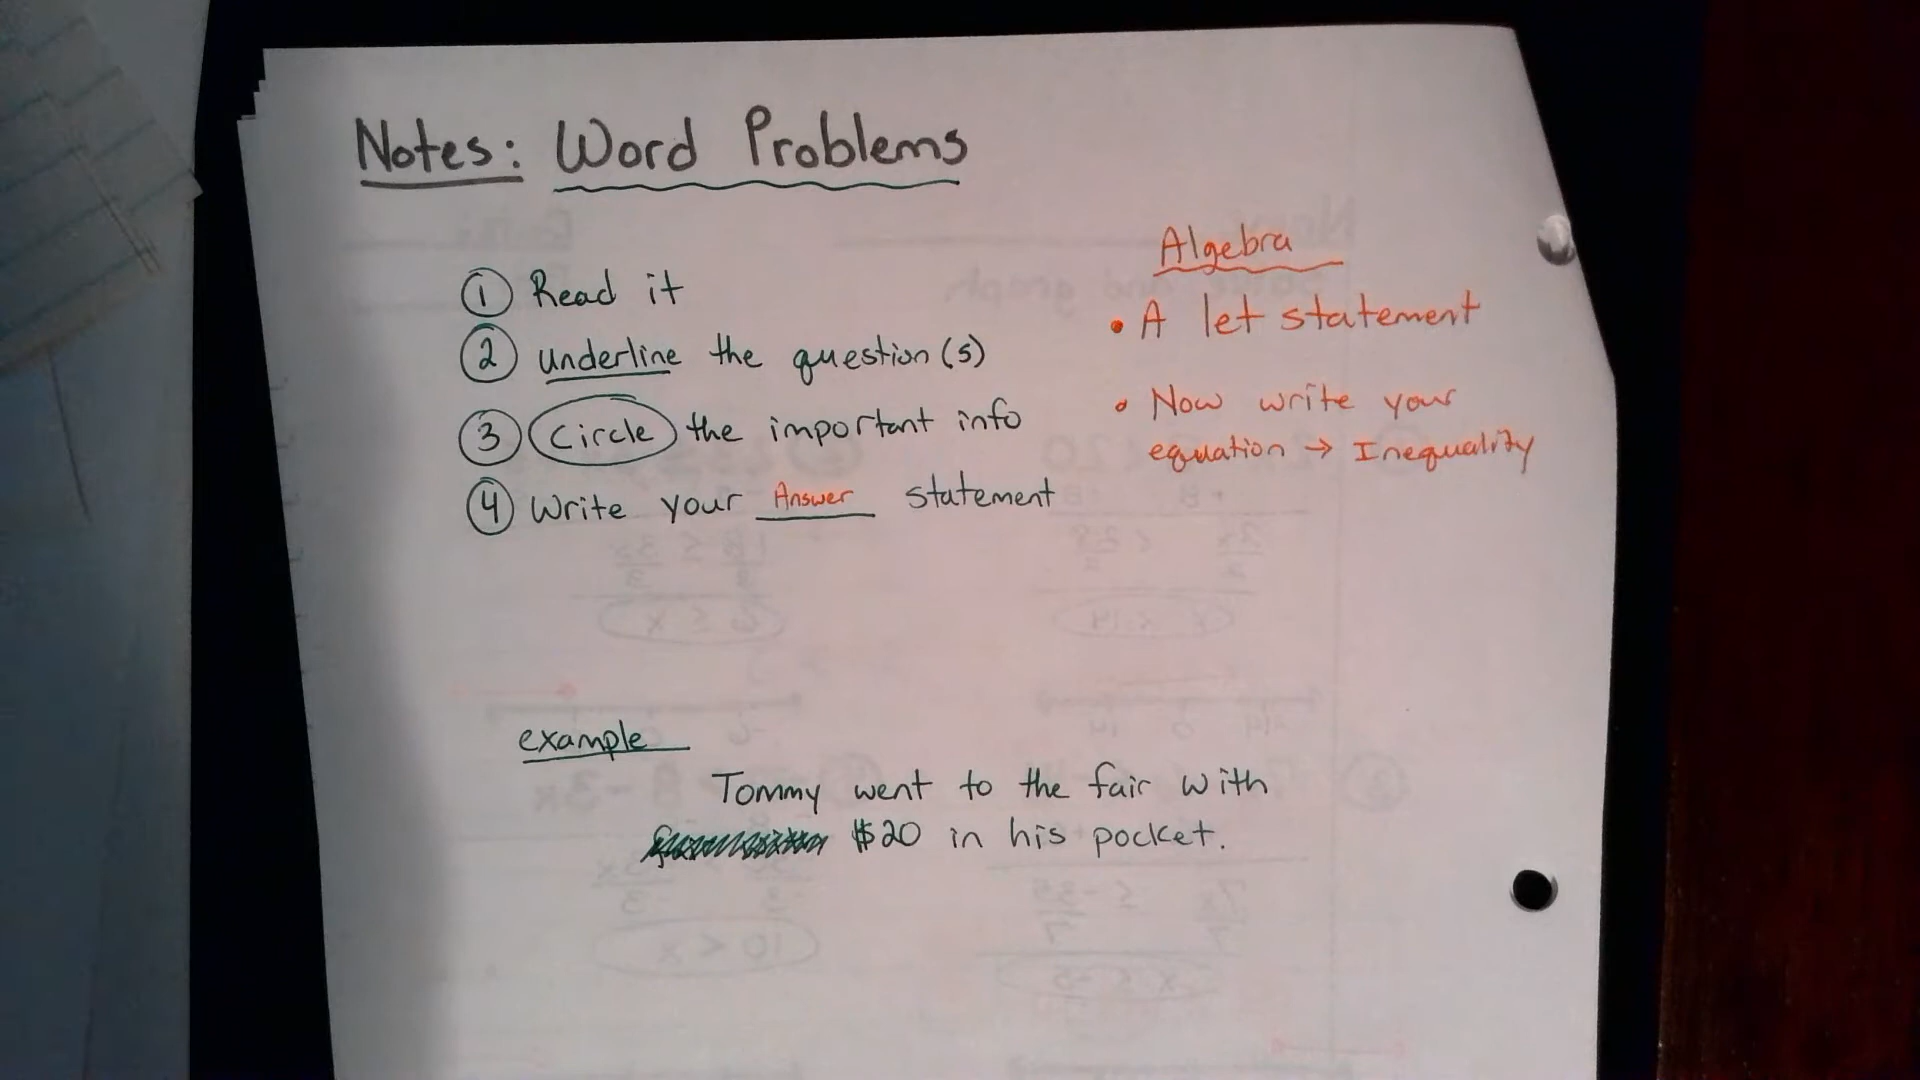 Notes: Word Problems
① Read it
② underline the question(s)
③ Circle the important info
④ Write your Answer statement
Algebra
• A let statement
• Now write your
equation → Inequality
example
Tommy went to the fair with
$20 in his pocket.